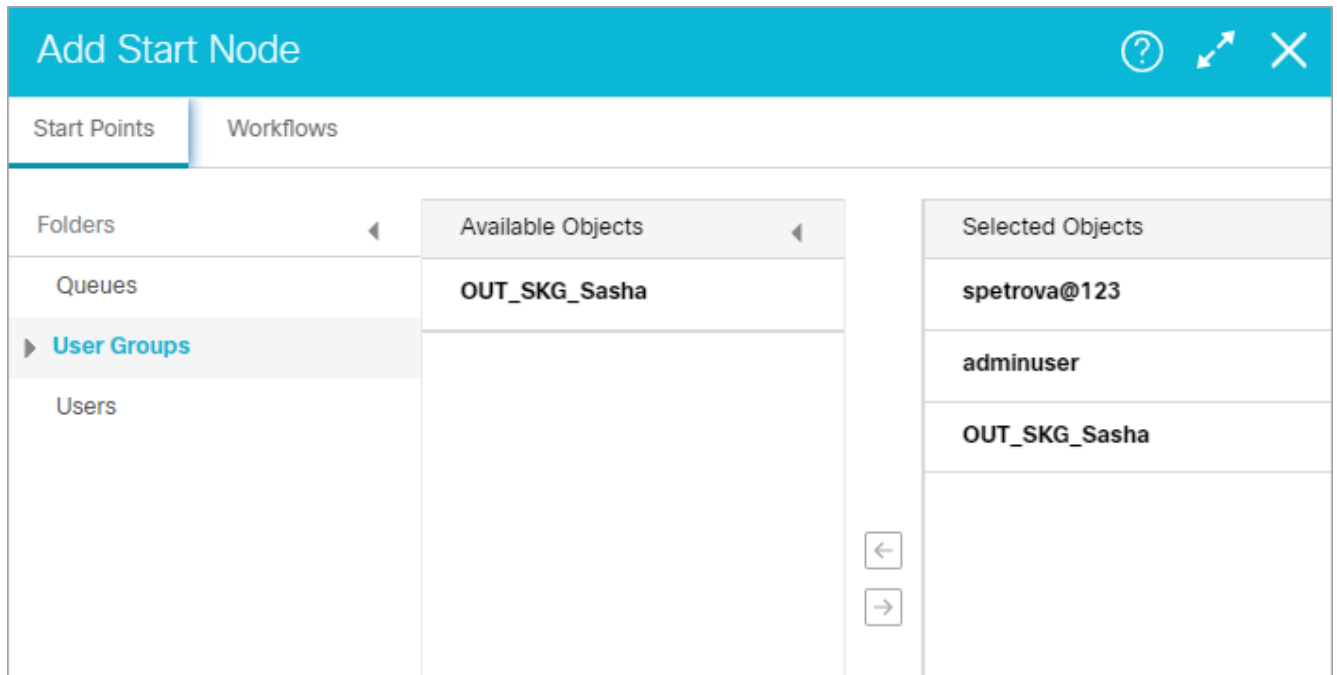 Add Start Node
Start Points
Workflows
Folders
Queues
User Groups
Users
Available Objects
OUT_SKG_Sasha
Selected Objects
spetrova@123
adminuser
OUT_SKG_Sasha